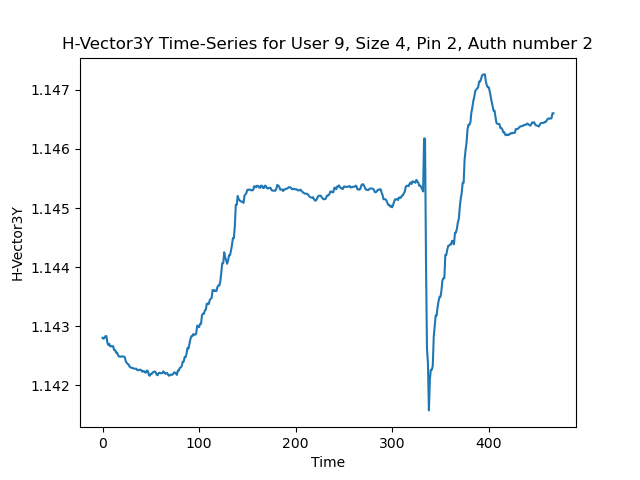 H-Vector3Y Time-Series for User 9, Size 4, Pin 2, Auth number 2
1.147
1.146
1.145
1.144
1.143
1.142
H-Vector3Y
0 100 200 300 400
Time